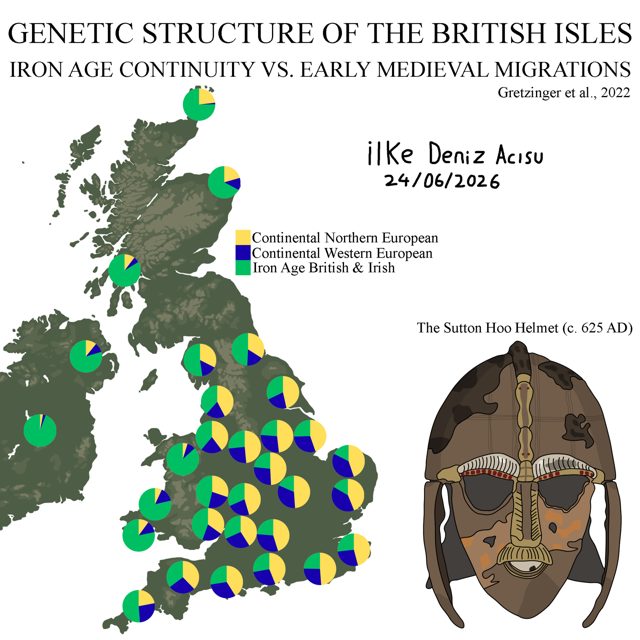 GENETIC STRUCTURE OF THE BRITISH ISLES
IRON AGE CONTINUITY VS. EARLY MEDIEVAL MIGRATIONS
Gretzinger et al., 2022
ilKe Deniz Acısu
24/06/2026
Continental Northern European
Continental Western European
Iron Age British & Irish
The Sutton Hoo Helmet (c. 625 AD)